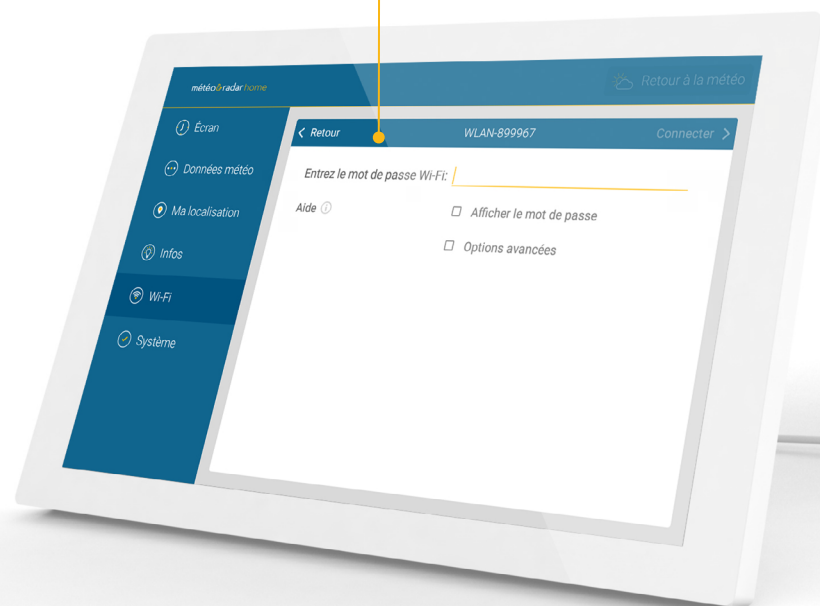 météo&radar home
Retour à la météo
Écran
Données météo
Ma localisation
Infos
Wi-Fi
Système
Retour
WLAN-899967
Connecter
Entrez le mot de passe Wi-Fi:
Aide
Afficher le mot de passe
Options avancées